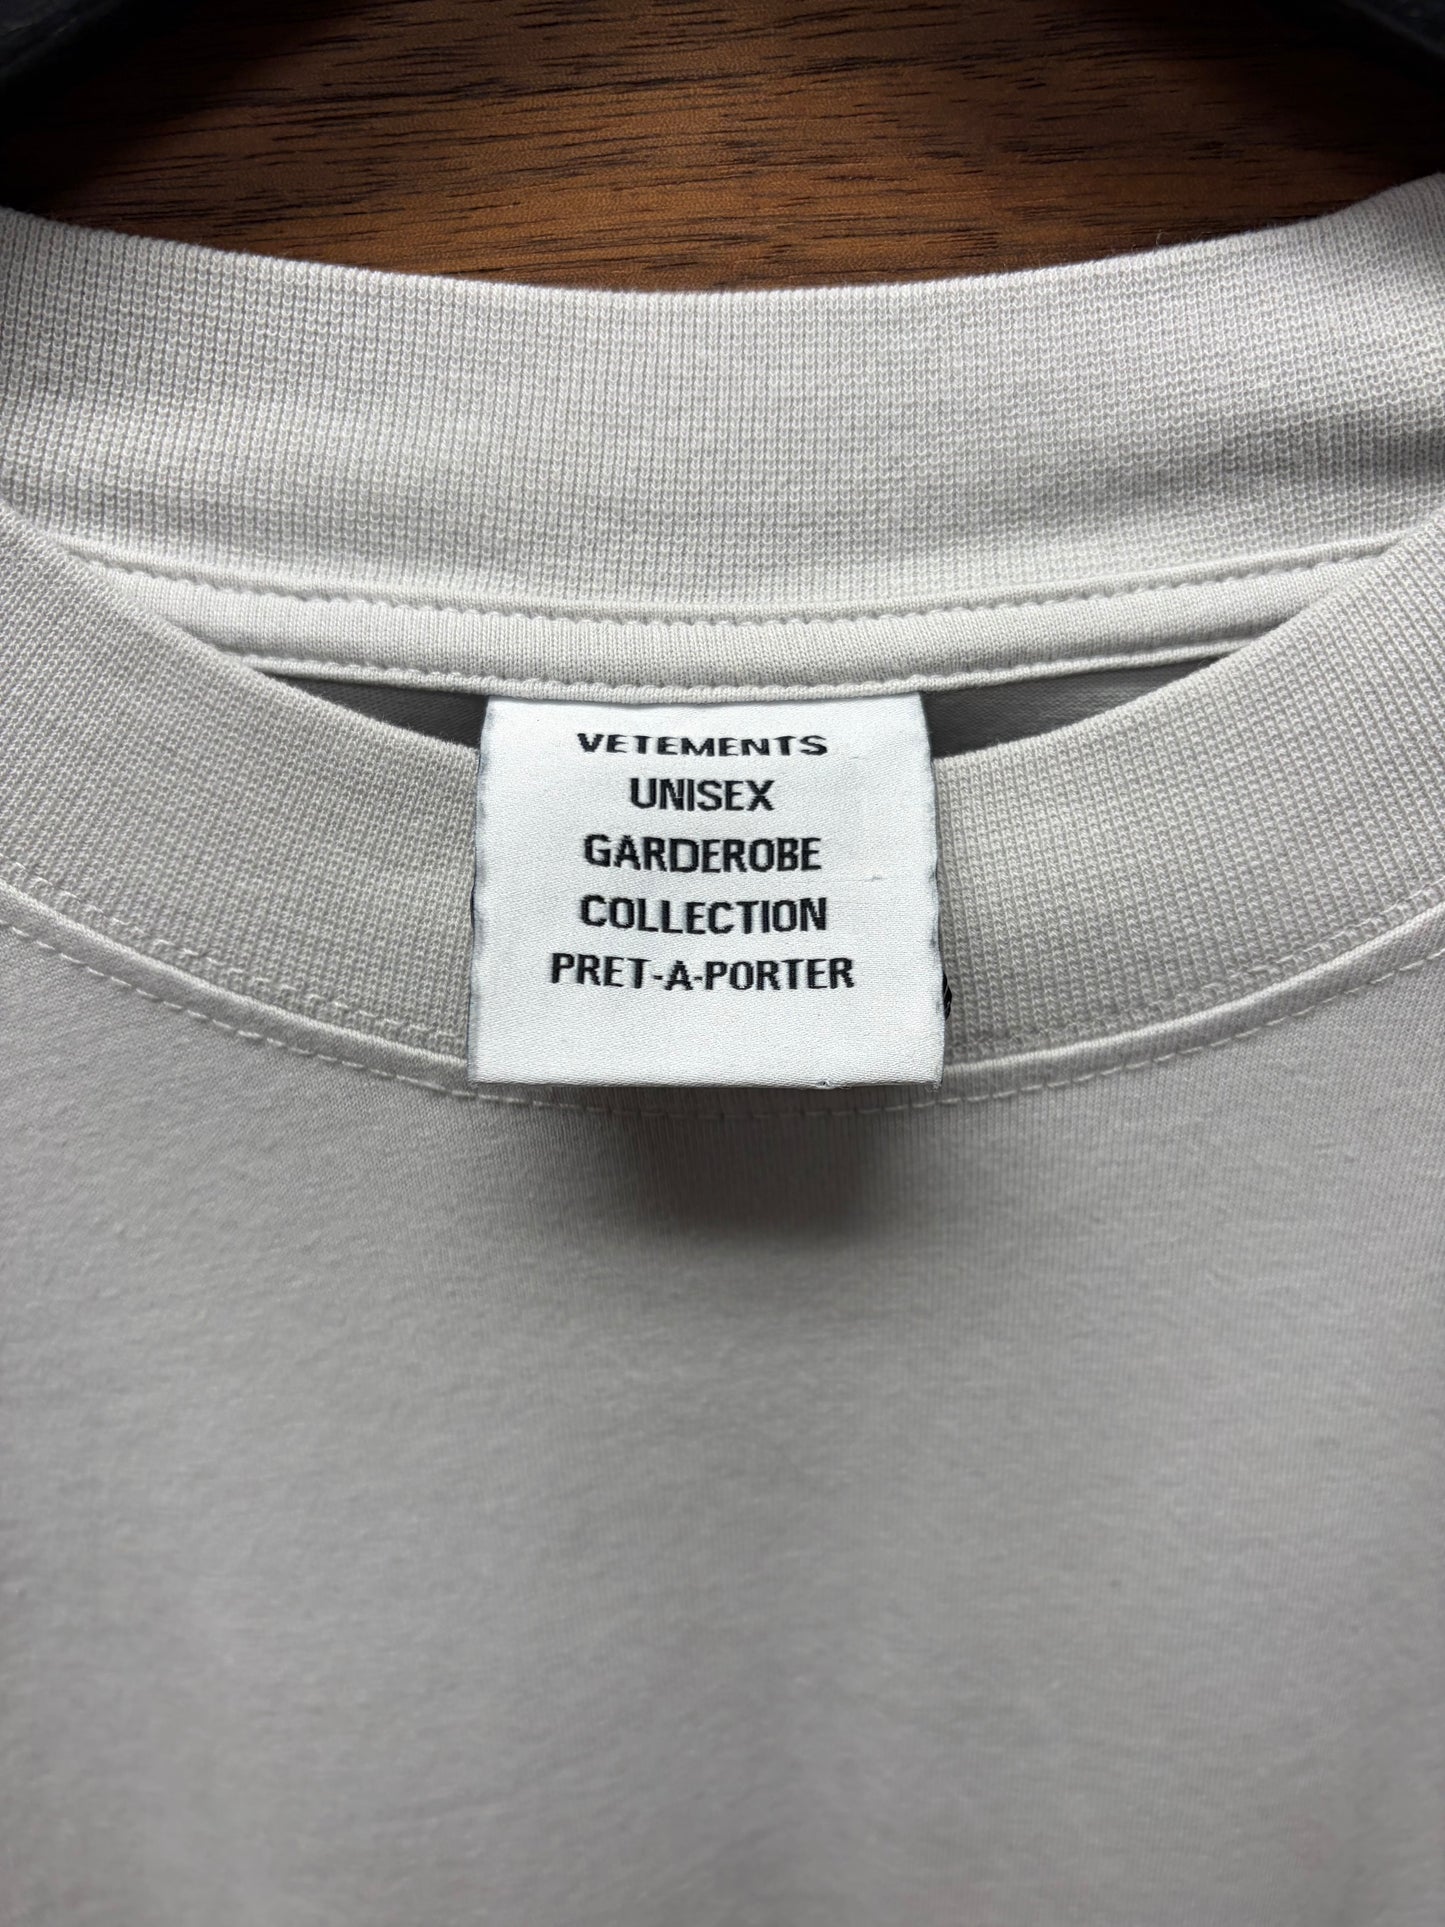 VETEMENTS
UNISEX
GARDEROBE
COLLECTION
PRET-A-PORTER